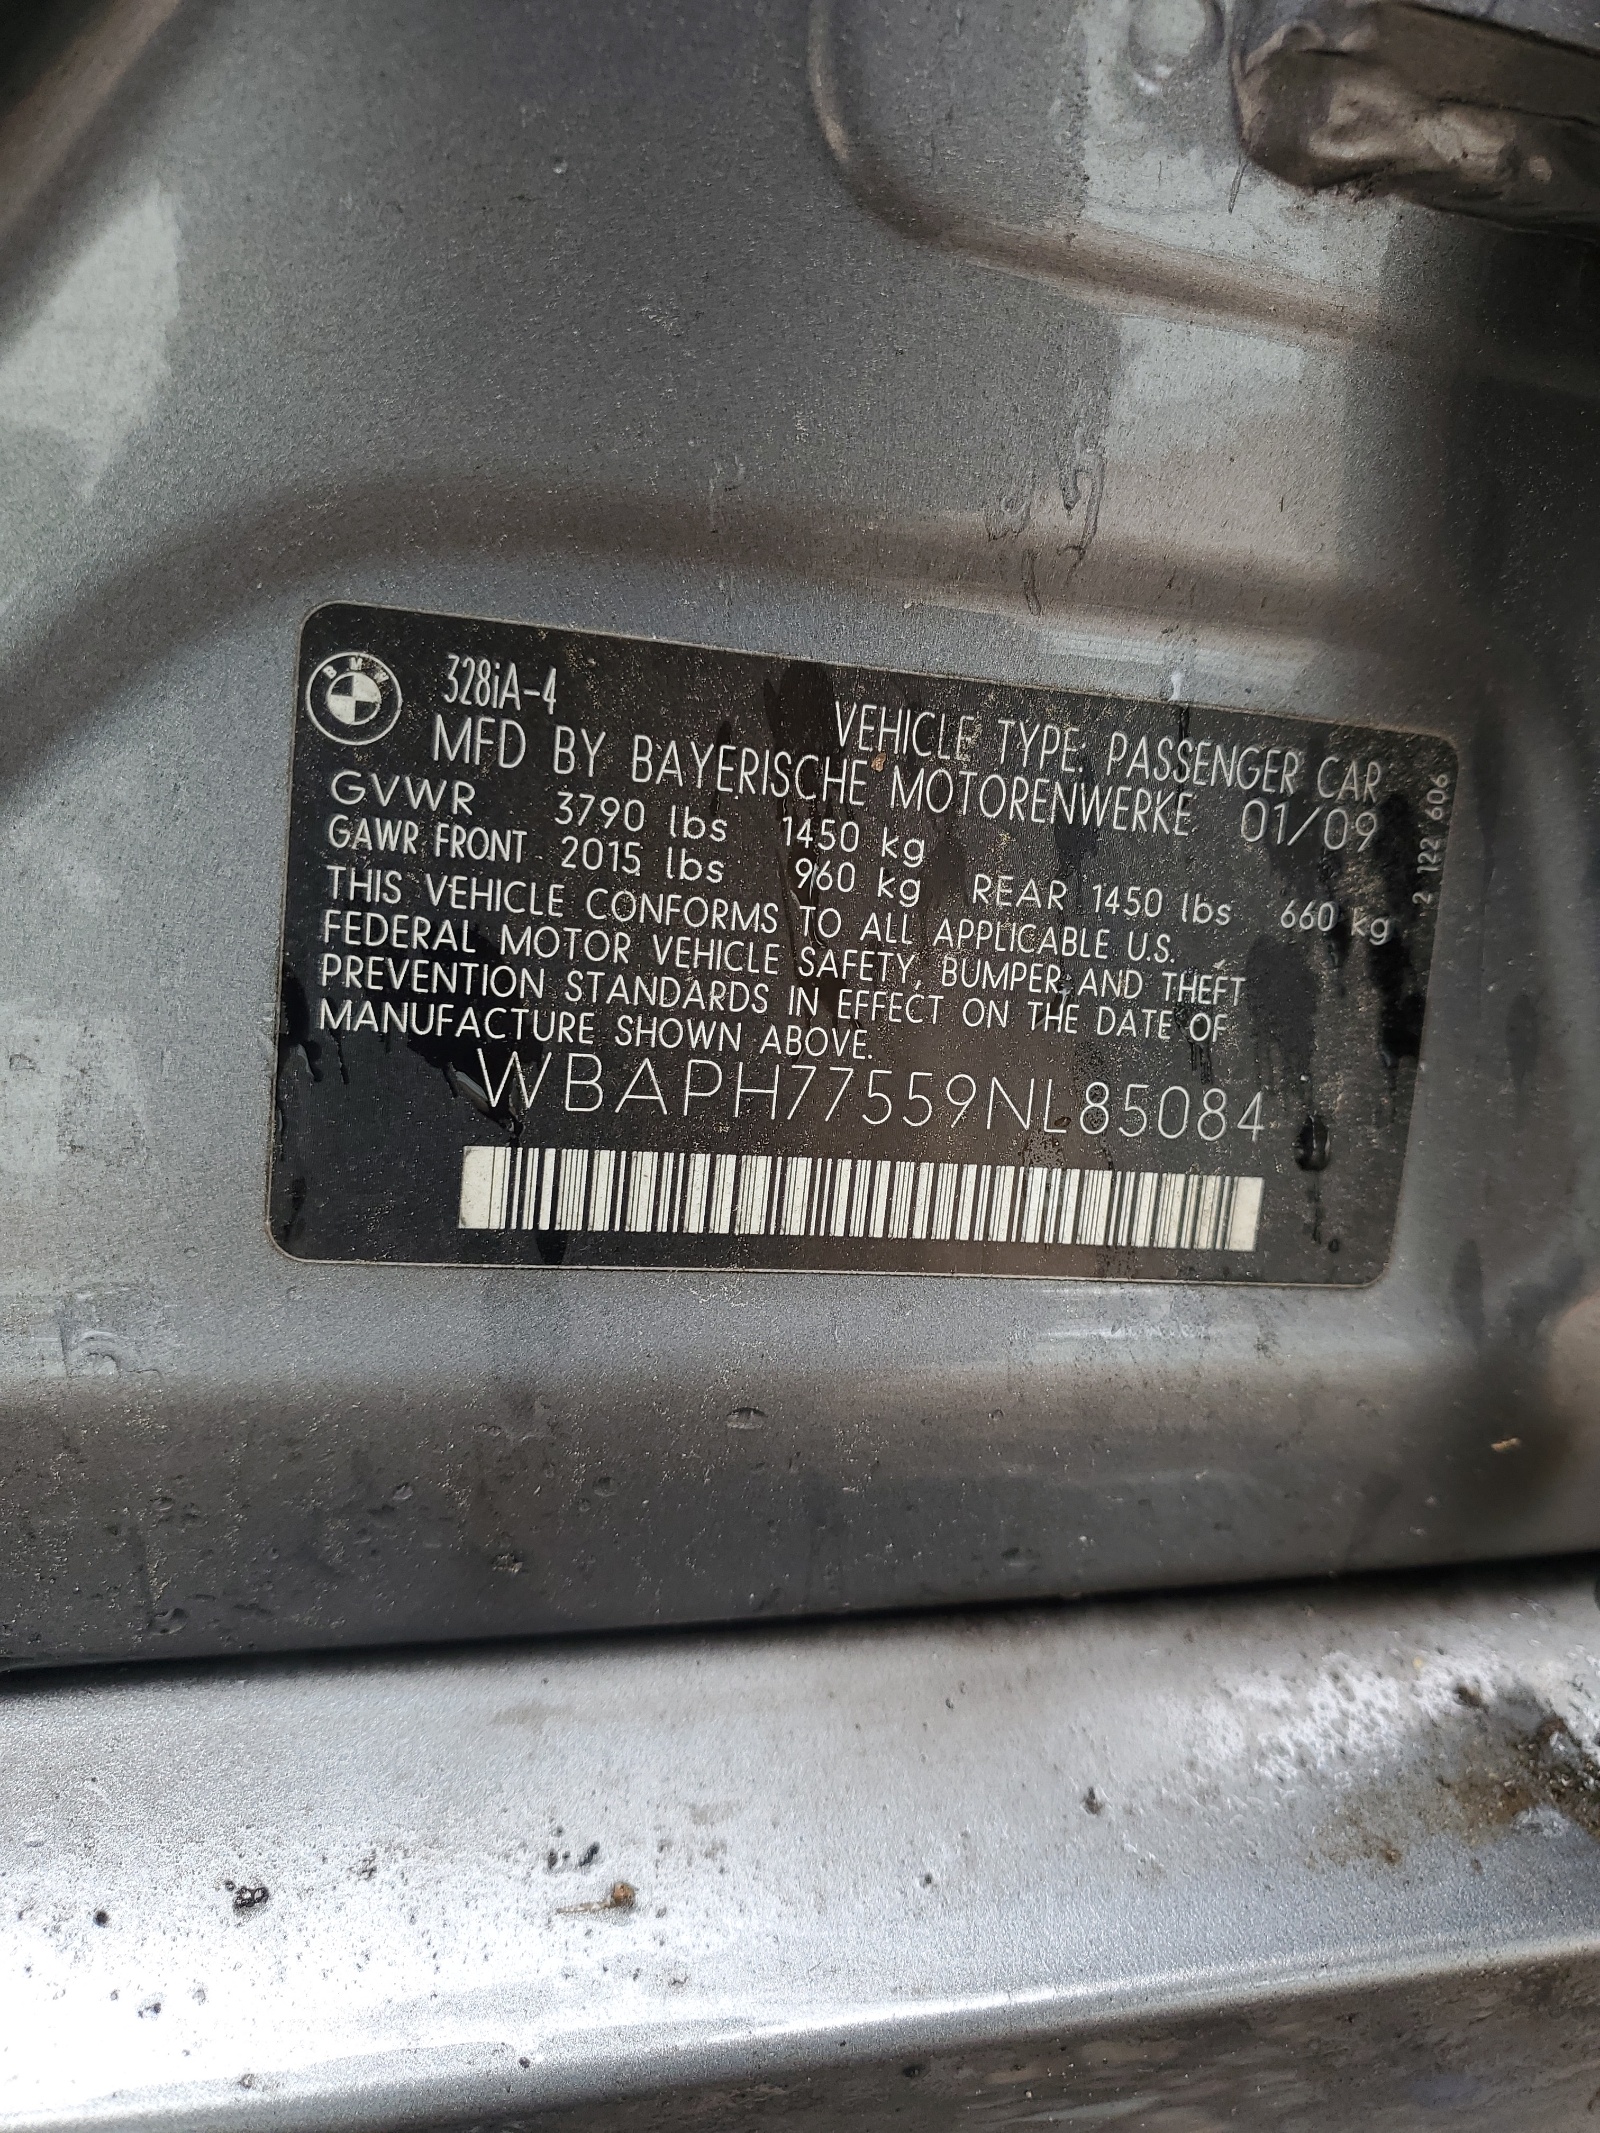 BMW
328iA-4
VEHICLE TYPE: PASSENGER CAR
MFD BY BAYERISCHE MOTORENWERKE 01/09
GVWR 3790 lbs 1450 kg
GAWR FRONT 2015 lbs 960 kg REAR 1450 lbs 660 kg
THIS VEHICLE CONFORMS TO ALL APPLICABLE U.S.
FEDERAL MOTOR VEHICLE SAFETY, BUMPER, AND THEFT
PREVENTION STANDARDS IN EFFECT ON THE DATE OF
MANUFACTURE SHOWN ABOVE.
WBAPH77559NL85084
2 122 606